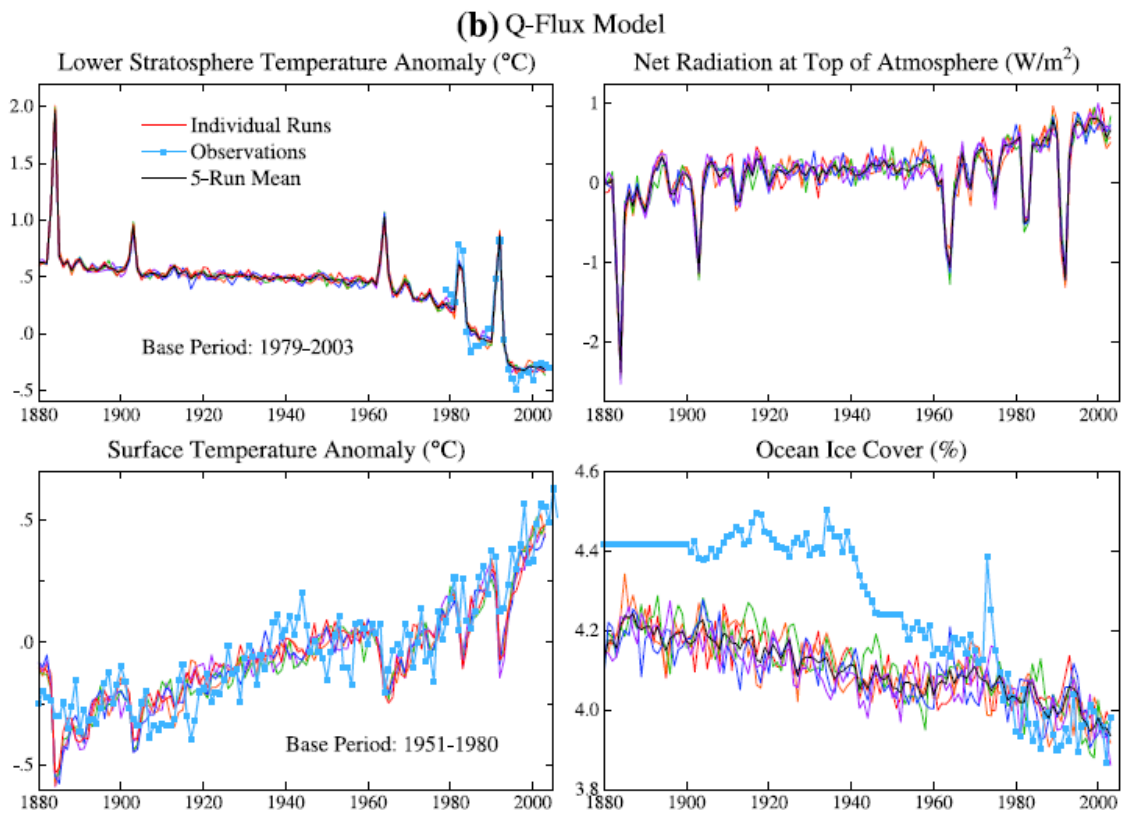 (b) Q-Flux Model
Lower Stratosphere Temperature Anomaly (°C)
2.0
1.5
1.0
.5
.0
-.5
Individual Runs
Observations
5-Run Mean
Base Period: 1979-2003
1880 1900 1920 1940 1960 1980 2000
Net Radiation at Top of Atmosphere (W/m²)
1
0
-1
-2
1880 1900 1920 1940 1960 1980 2000
Surface Temperature Anomaly (°C)
.5
.0
-.5
Base Period: 1951-1980
1880 1900 1920 1940 1960 1980 2000
Ocean Ice Cover (%)
4.6
4.4
4.2
4.0
3.8
1880 1900 1920 1940 1960 1980 2000